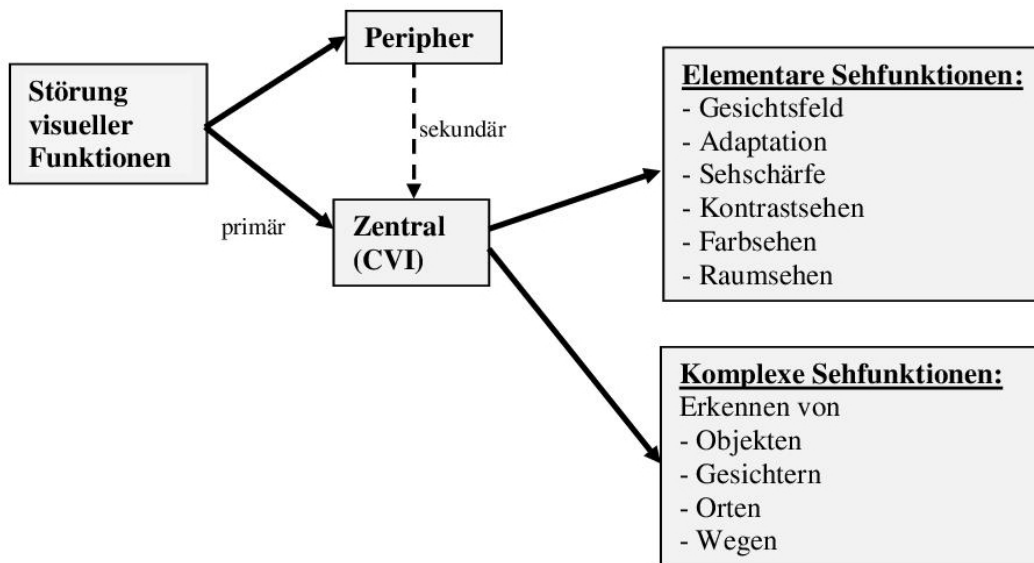 Störung
visueller
Funktionen
Peripher
sekundär
primär
Zentral
(CVI)
Elementare Sehfunktionen:
- Gesichtsfeld
- Adaptation
- Sehschärfe
- Kontrastsehen
- Farbsehen
- Raumsehen
Komplexe Sehfunktionen:
Erkennen von
- Objekten
- Gesichtern
- Orten
- Wegen